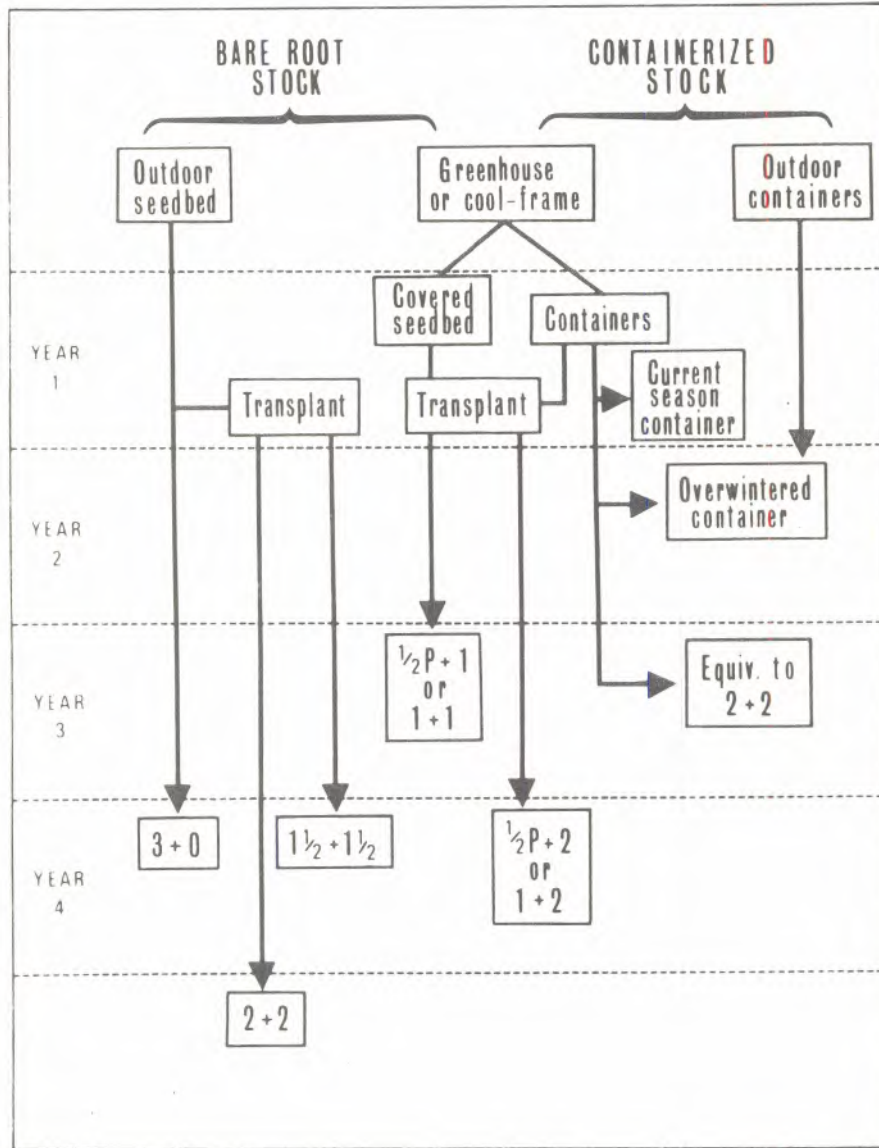 BARE ROOT
STOCK
CONTAINERIZED
STOCK
Outdoor
seedbed
Greenhouse
or cool-frame
Outdoor
containers
YEAR
1
Covered
seedbed
Containers
Current
season
container
Transplant
Transplant
YEAR
2
Overwintered
container
YEAR
3
½P+1
or
1+1
Equiv. to
2+2
YEAR
4
3+0
1½+1½
½P+2
or
1+2
2+2